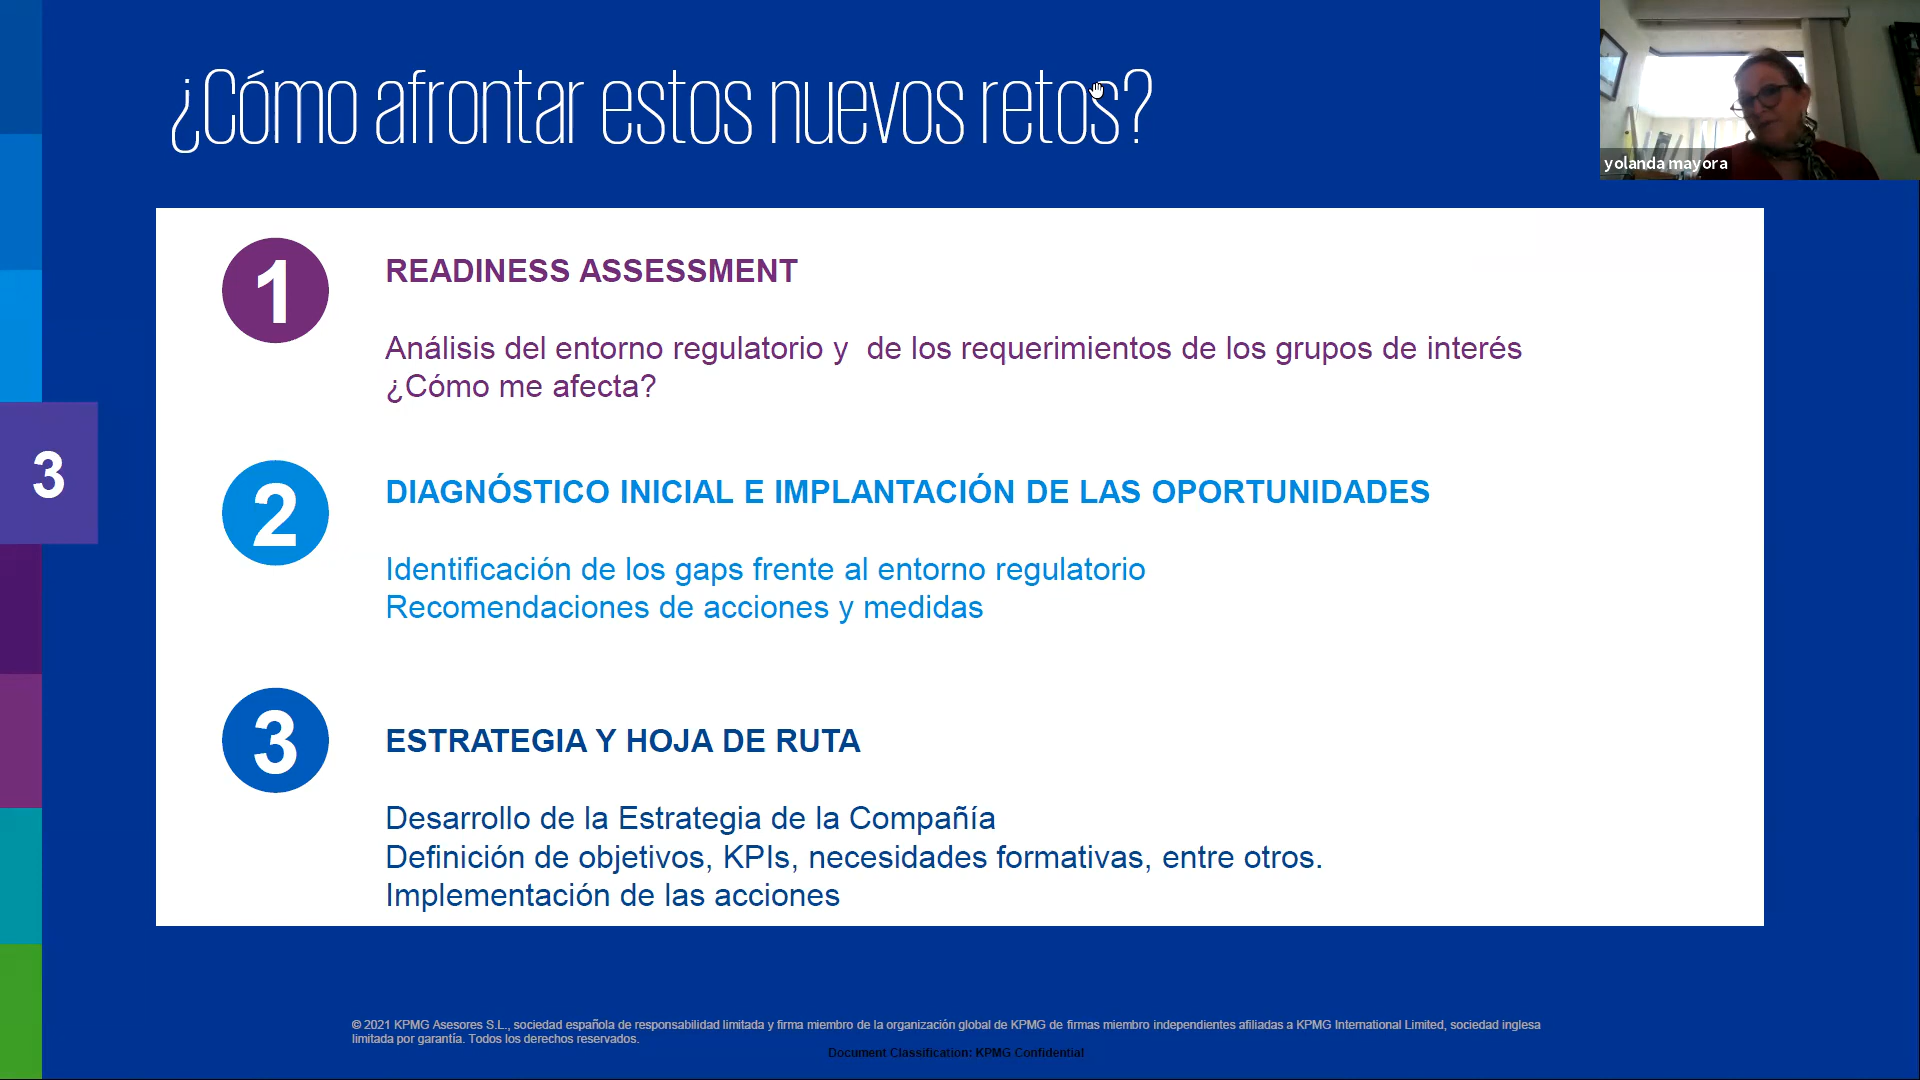 ¿Cómo afrontar estos nuevos retos?
yolanda mayora
1
READINESS ASSESSMENT
Análisis del entorno regulatorio y  de los requerimientos de los grupos de interés
¿Cómo me afecta?
3
2
DIAGNÓSTICO INICIAL E IMPLANTACIÓN DE LAS OPORTUNIDADES
Identificación de los gaps frente al entorno regulatorio
Recomendaciones de acciones y medidas
3
ESTRATEGIA Y HOJA DE RUTA
Desarrollo de la Estrategia de la Compañía
Definición de objetivos, KPIs, necesidades formativas, entre otros.
Implementación de las acciones
© 2021 KPMG Asesores S.L., sociedad española de responsabilidad limitada y firma miembro de la organización global de KPMG de firmas miembro independientes afiliadas a KPMG International Limited, sociedad inglesa
limitada por garantía. Todos los derechos reservados.
Document Classification: KPMG Confidential